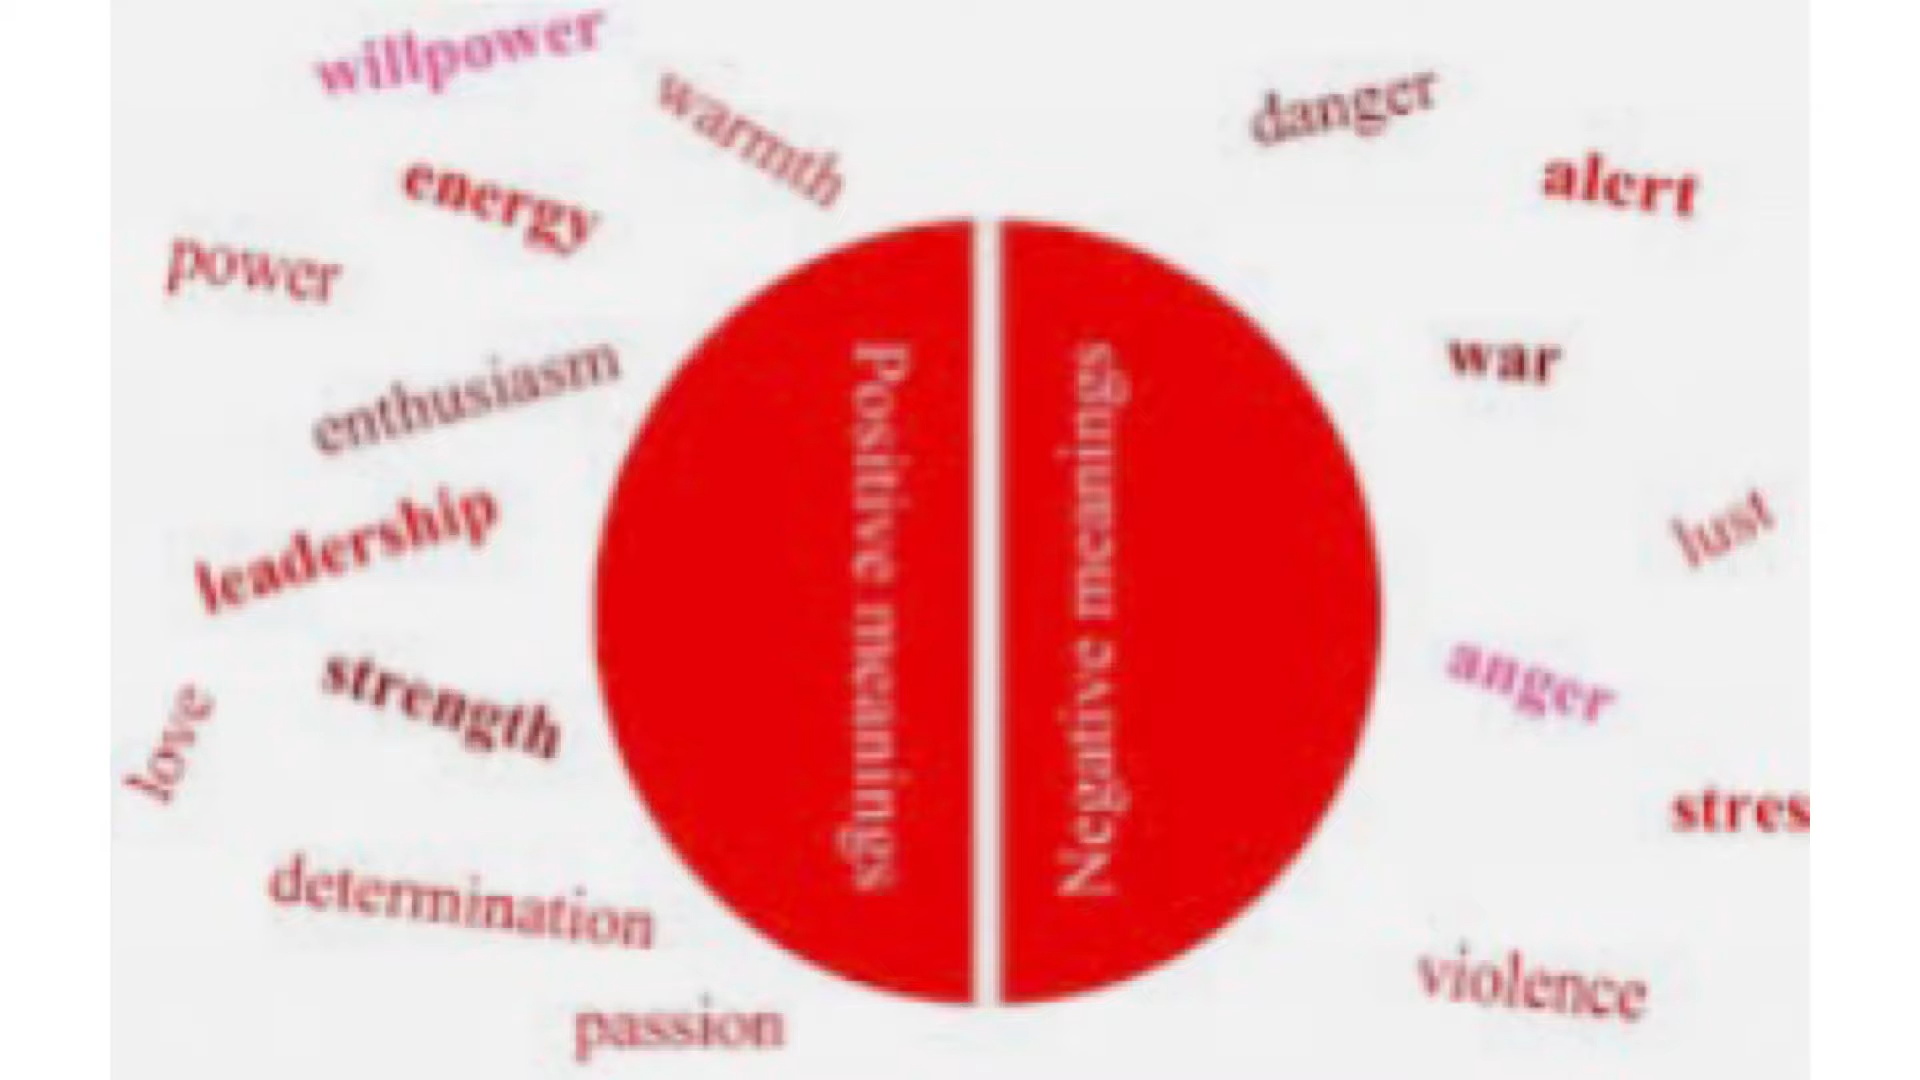 willpower
warmth
energy
power
enthusiasm
leadership
strength
love
determination
passion
Positive meanings
Negative meanings
danger
alert
war
lust
anger
stres
violence